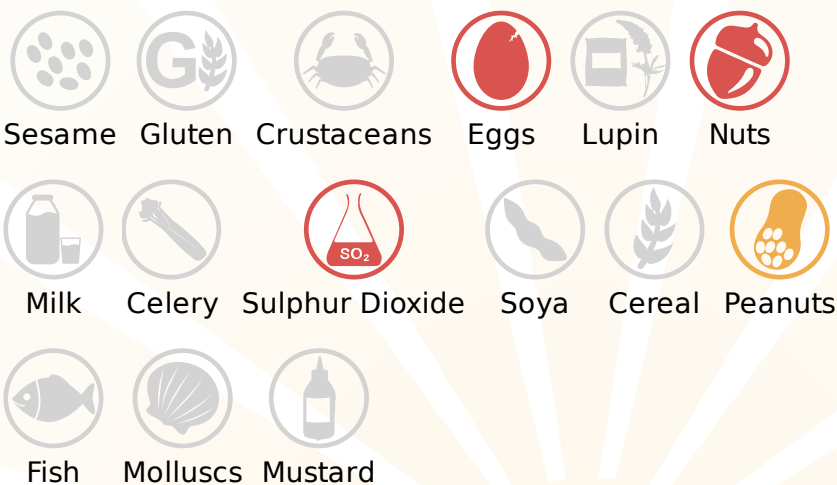 G
Sesame Gluten Crustaceans Eggs Lupin Nuts
SO₂
Milk Celery Sulphur Dioxide Soya Cereal Peanuts
Fish Molluscs Mustard